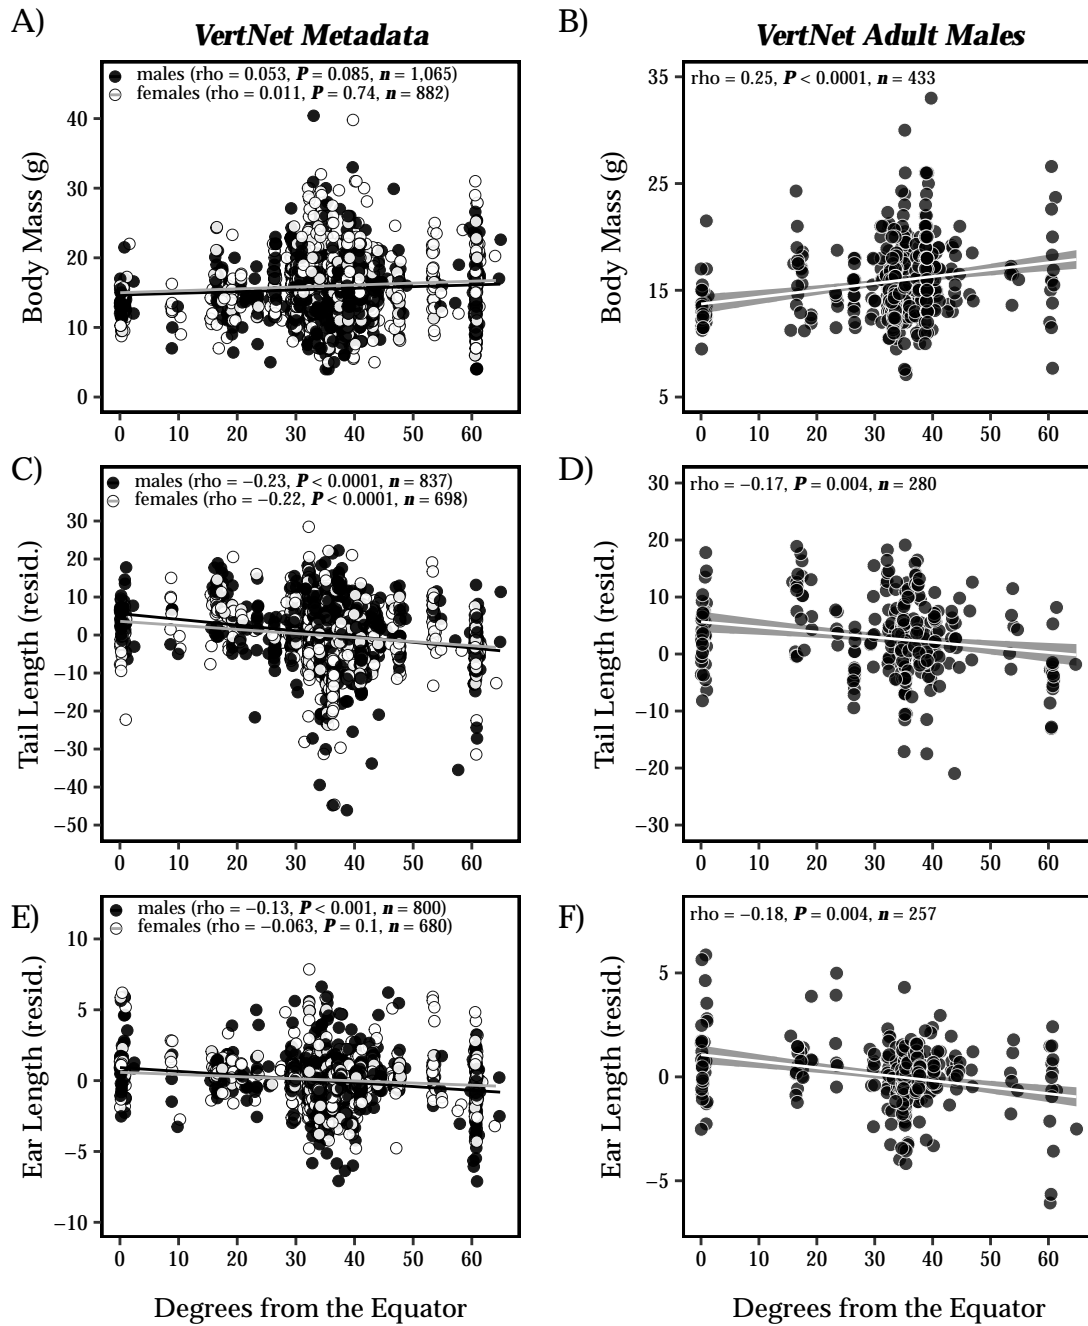 A)
VertNet Metadata
B)
VertNet Adult Males
males (rho = 0.053, P = 0.085, n = 1,065)
females (rho = 0.011, P = 0.74, n = 882)
rho = 0.25, P < 0.0001, n = 433
Body Mass (g)
40
30
20
10
0
0 10 20 30 40 50 60
Body Mass (g)
35
25
15
5
0 10 20 30 40 50 60
C)
D)
males (rho = −0.23, P < 0.0001, n = 837)
females (rho = −0.22, P < 0.0001, n = 698)
rho = −0.17, P = 0.004, n = 280
Tail Length (resid.)
30
20
10
0
−10
−20
−30
−40
−50
0 10 20 30 40 50 60
Tail Length (resid.)
30
20
10
0
−10
−20
−30
0 10 20 30 40 50 60
E)
F)
males (rho = −0.13, P < 0.001, n = 800)
females (rho = −0.063, P = 0.1, n = 680)
rho = −0.18, P = 0.004, n = 257
Ear Length (resid.)
10
5
0
−5
−10
0 10 20 30 40 50 60
Ear Length (resid.)
5
0
−5
0 10 20 30 40 50 60
Degrees from the Equator
Degrees from the Equator